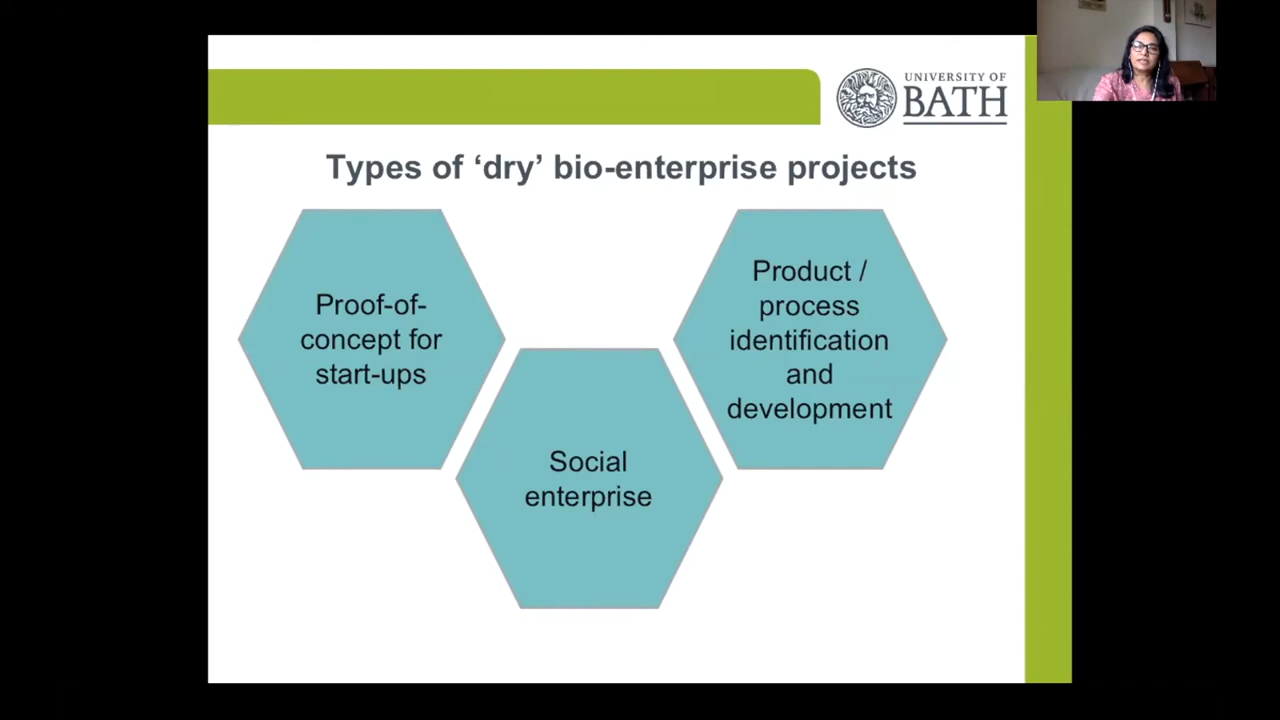 UNIVERSITY OF
BATH
Types of ‘dry’ bio-enterprise projects
Proof-of-
concept for
start-ups
Social
enterprise
Product /
process
identification
and
development